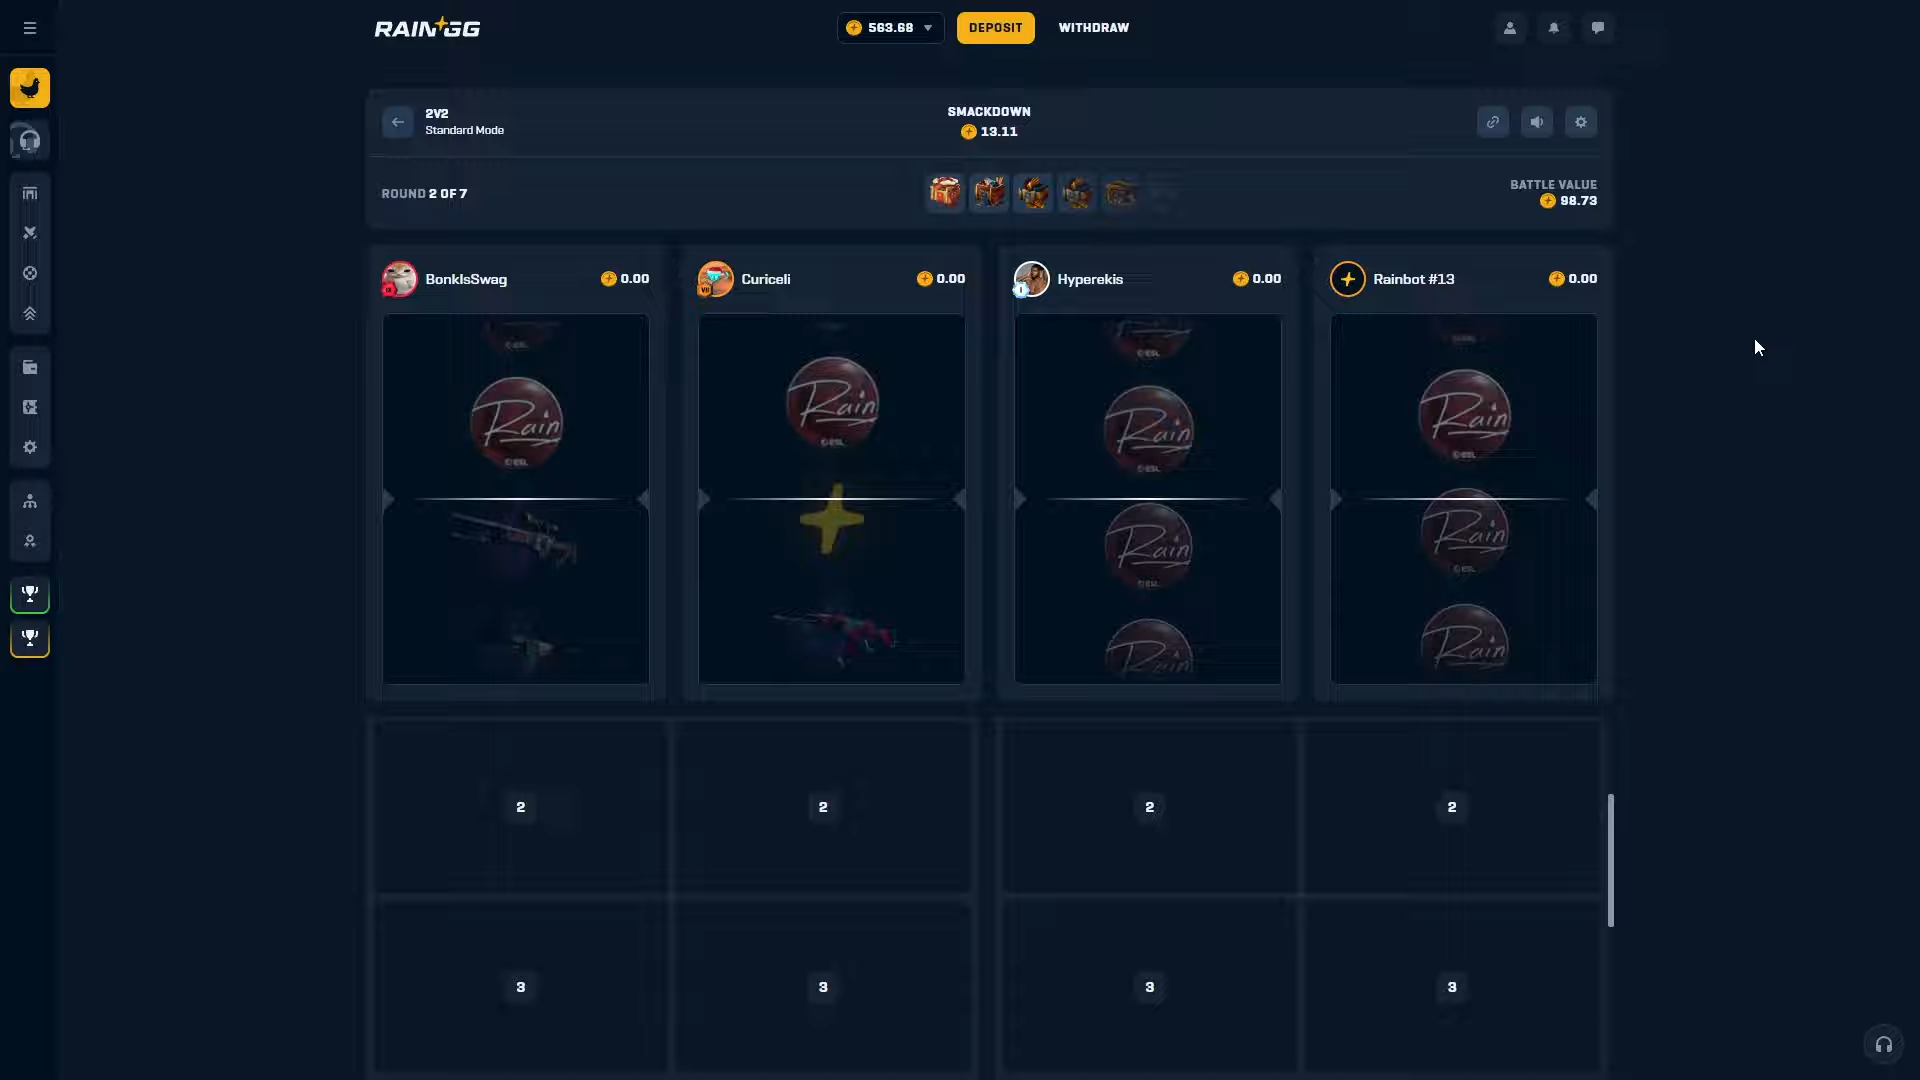 RAIN GG
563.68
DEPOSIT
WITHDRAW
2V2
Standard Mode
SMACKDOWN
13.11
ROUND 2 OF 7
BATTLE VALUE
98.73
BonkIsSwag
0.00
Curiceli
0.00
Hyperekis
0.00
Rainbot #13
0.00
Rain
Rain
Rain
Rain
Rain
Rain
Rain
Rain
2
2
2
2
3
3
3
3